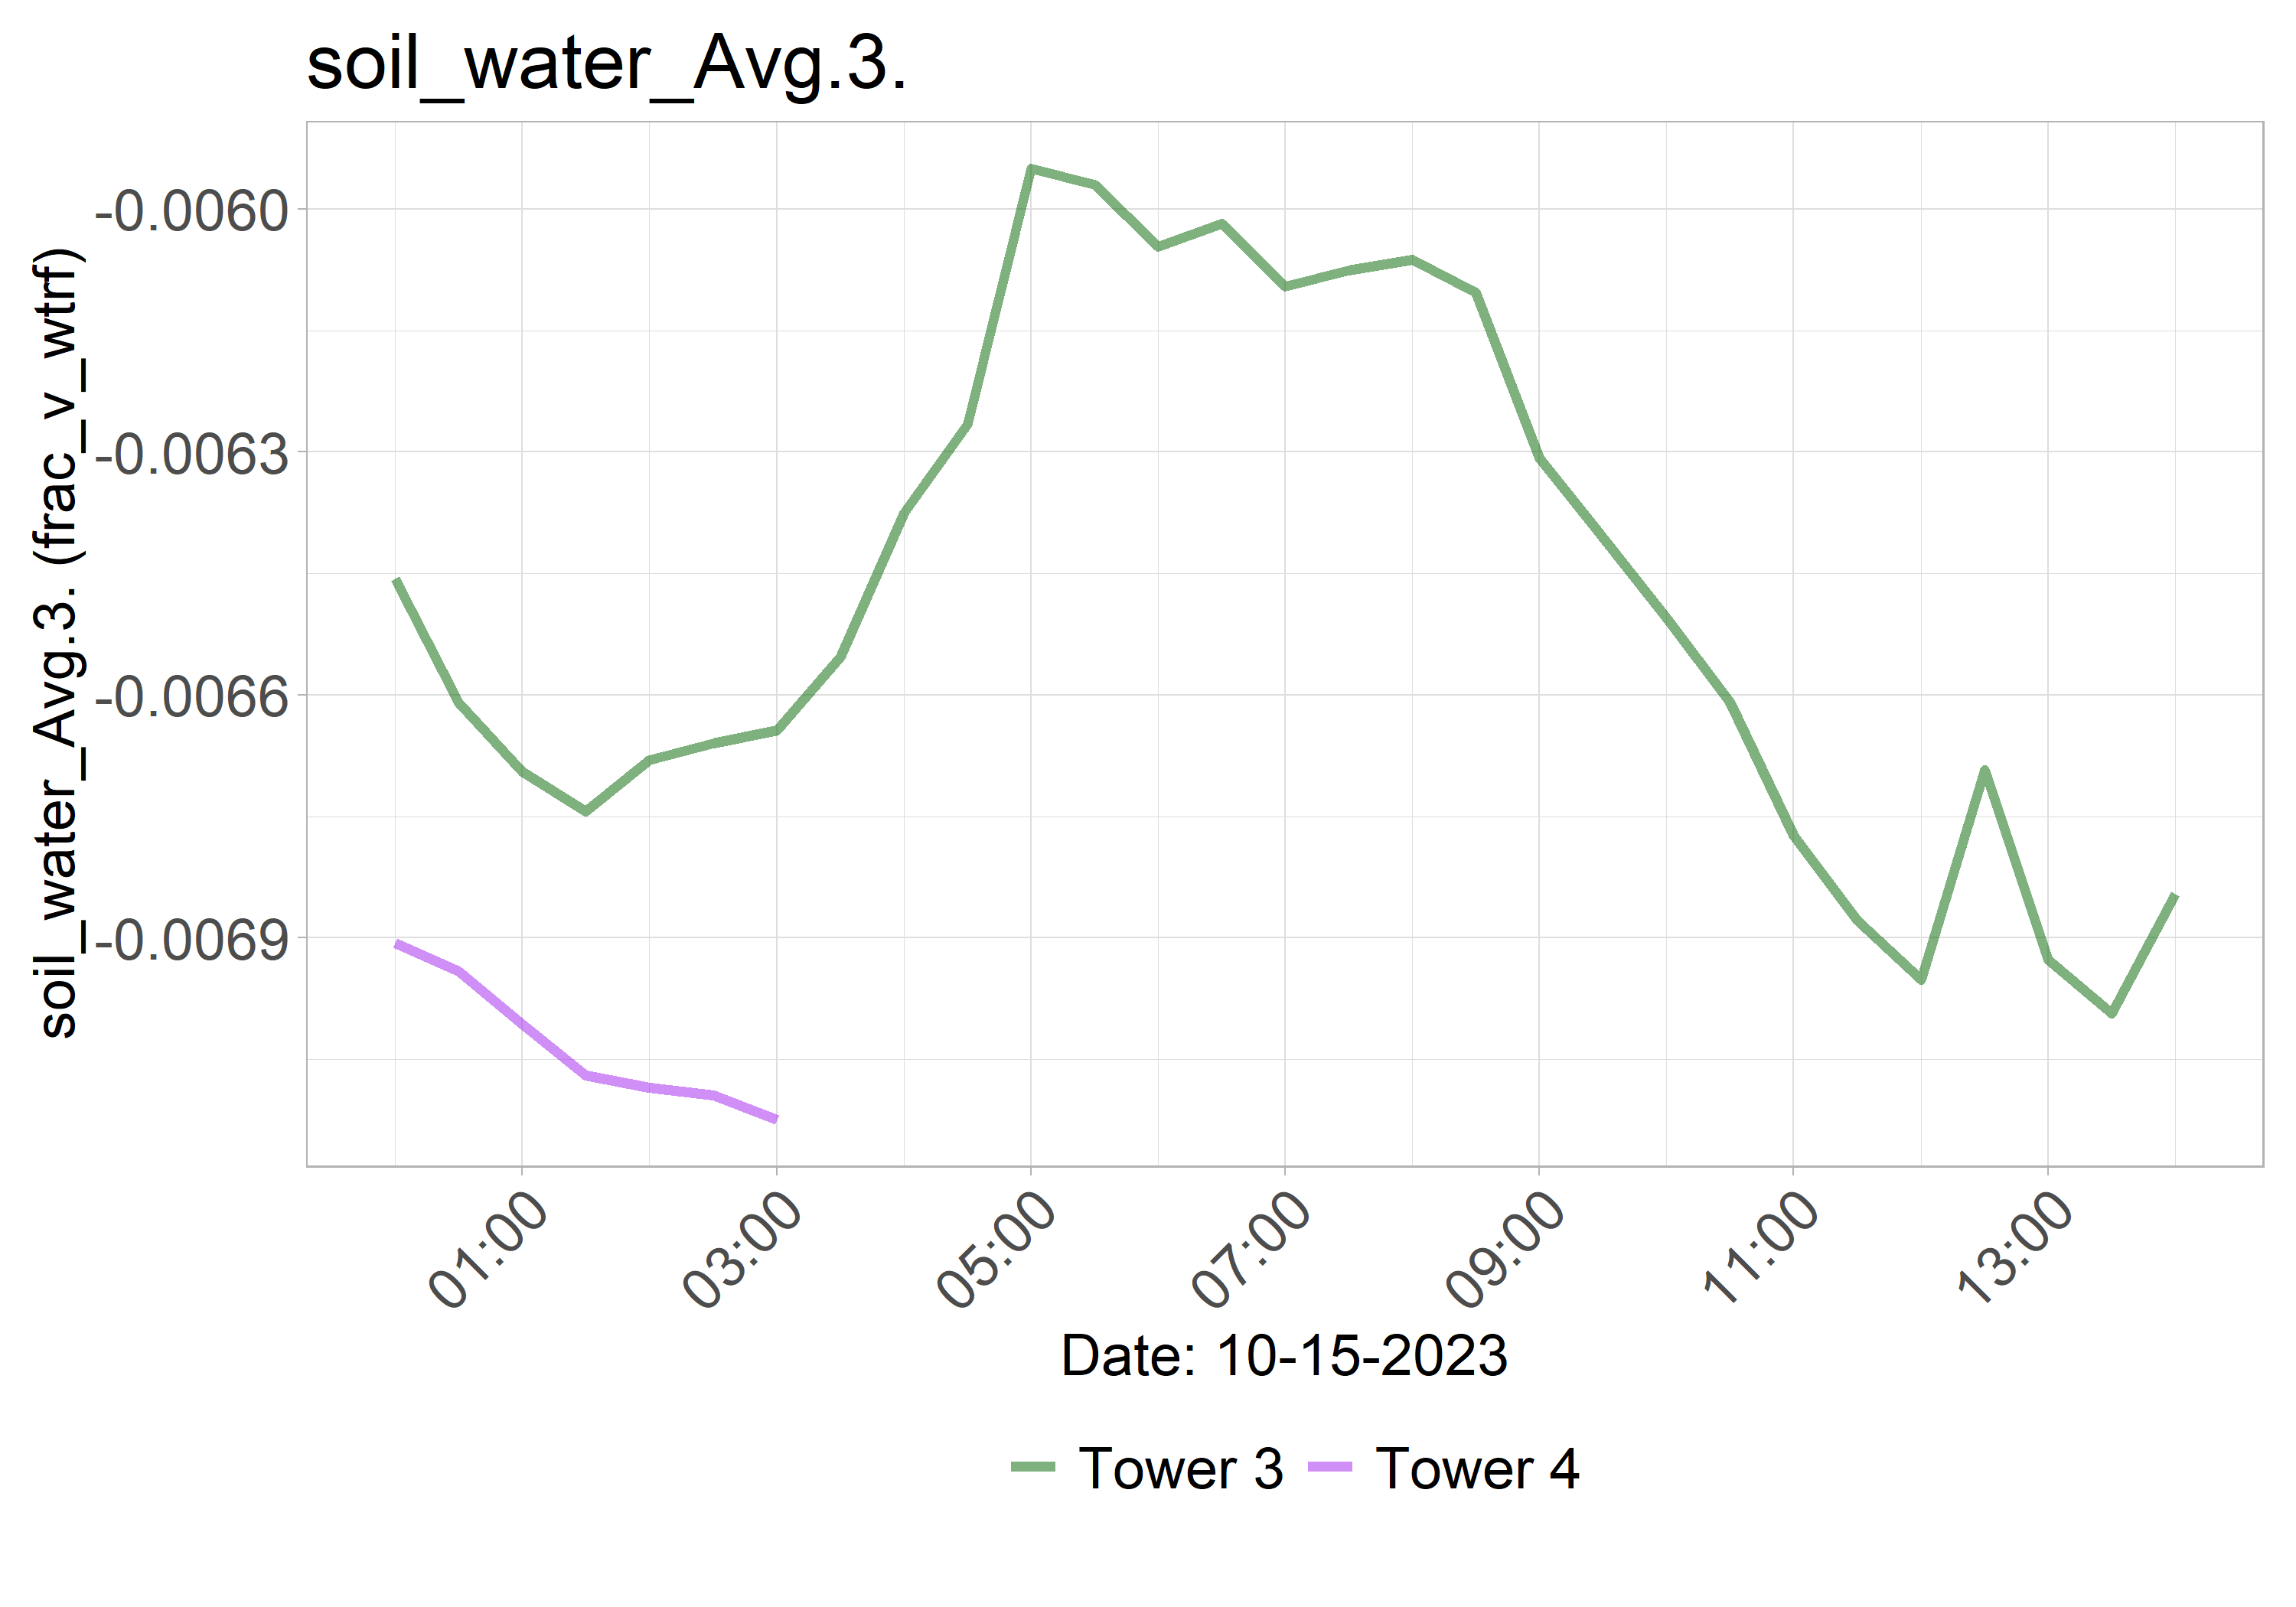 soil_water_Avg.3.
soil_water_Avg.3. (frac_v_wtrf)
-0.0060
-0.0063
-0.0066
-0.0069
01:00
03:00
05:00
07:00
09:00
11:00
13:00
Date: 10-15-2023
Tower 3
Tower 4